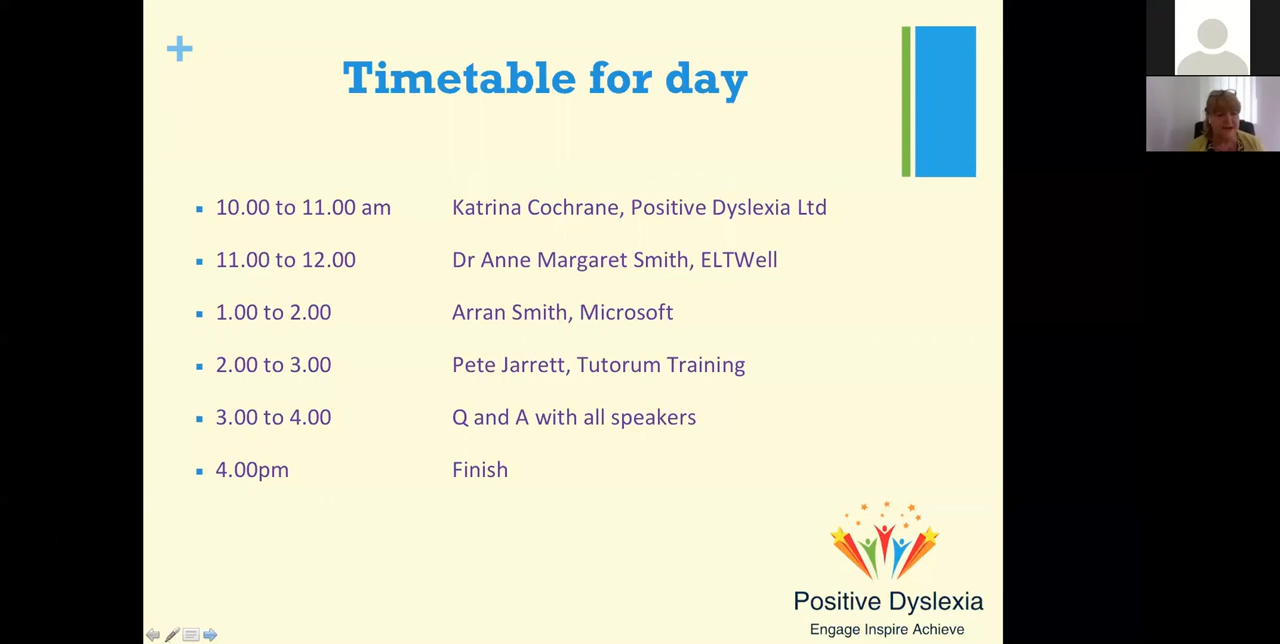 Timetable for day
10.00 to 11.00 am Katrina Cochrane, Positive Dyslexia Ltd
11.00 to 12.00 Dr Anne Margaret Smith, ELTWell
1.00 to 2.00 Arran Smith, Microsoft
2.00 to 3.00 Pete Jarrett, Tutorum Training
3.00 to 4.00 Q and A with all speakers
4.00pm Finish
Positive Dyslexia
Engage Inspire Achieve